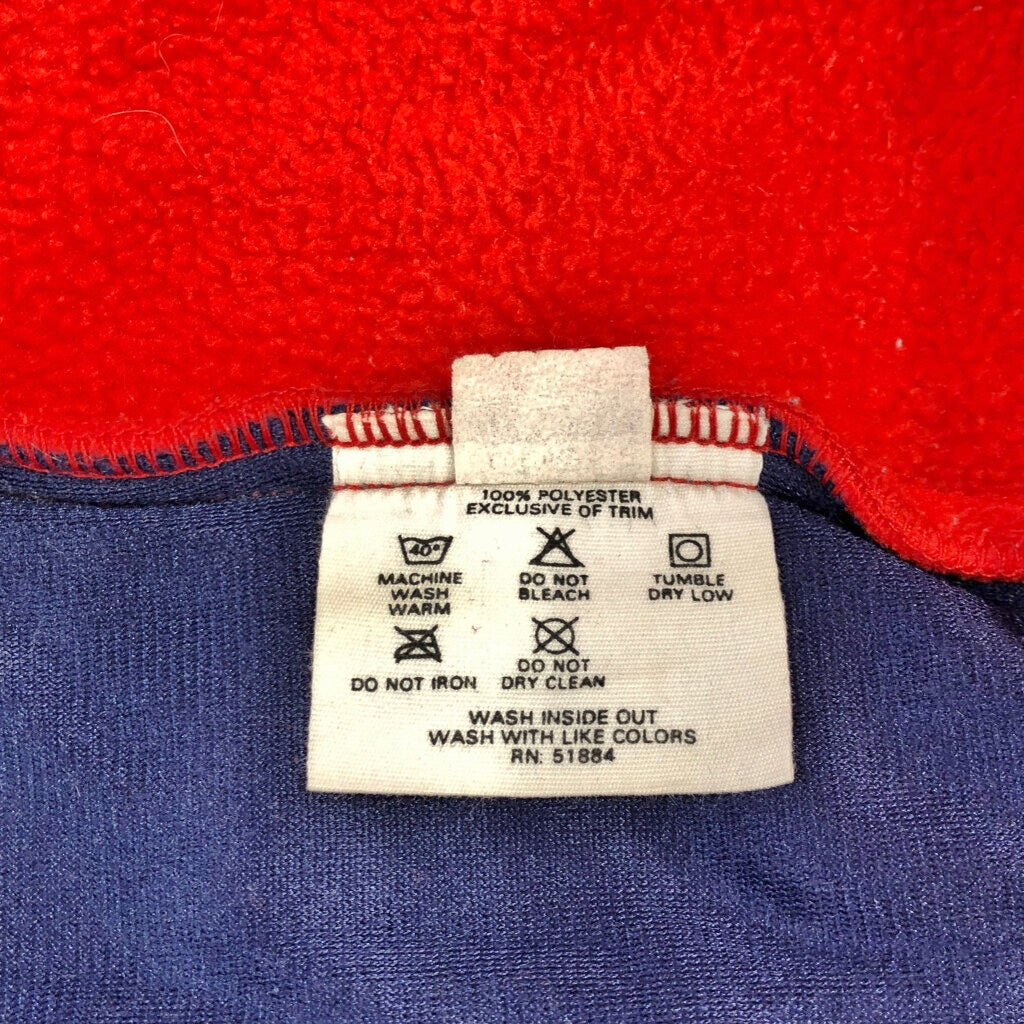 100% POLYESTER
EXCLUSIVE OF TRIM
40°
MACHINE
WASH
WARM
DO NOT
BLEACH
TUMBLE
DRY LOW
DO NOT IRON
DO NOT
DRY CLEAN
WASH INSIDE OUT
WASH WITH LIKE COLORS
RN: 51884